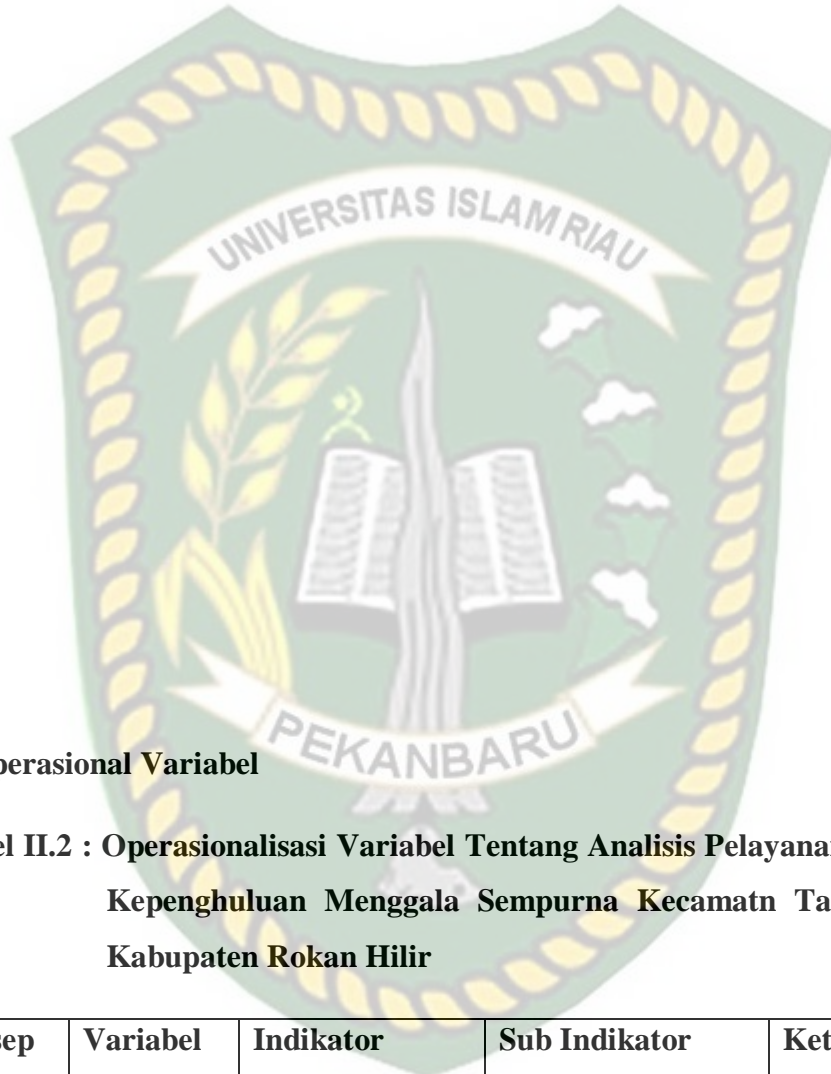 UNIVERSITAS ISLAM RIAU
PEKANBARU
perasional Variabel
el II.2 : Operasionalisasi Variabel Tentang Analisis Pelayanan
Kepenghuluan Menggala Sempurna Kecamatn Ta
Kabupaten Rokan Hilir
sep Variabel Indikator Sub Indikator Ket